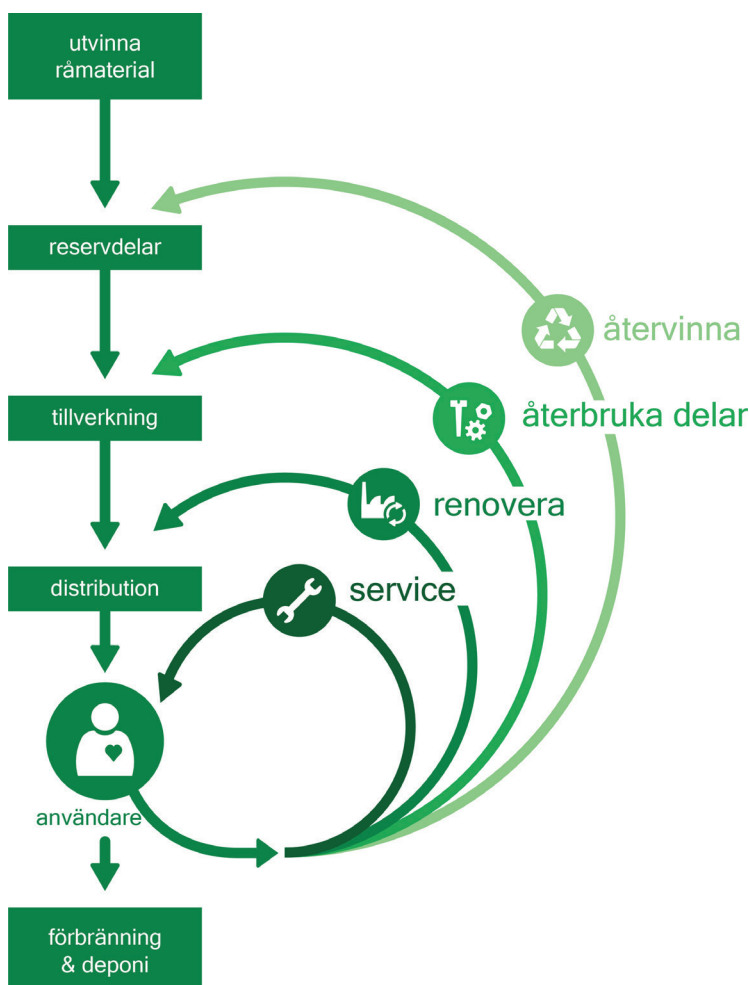 utvinna
råmaterial
reservdelar
återvinna
tillverkning
återbruka delar
renovera
distribution
service
användare
förbränning
& deponi